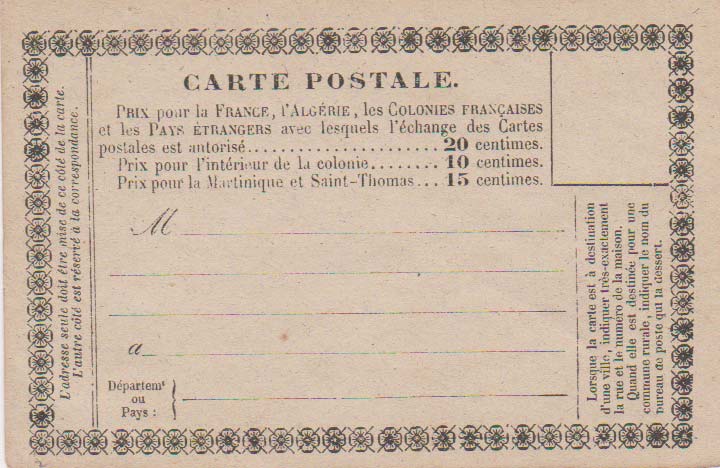 CARTE POSTALE.
PRIX pour la FRANCE, l'ALGÉRIE, les COLONIES FRANÇAISES
et les PAYS ÉTRANGERS avec lesquels l'échange des Cartes
postales est autorisé..................... 20 centimes.
Prix pour l'intérieur de la colonie........ 10 centimes.
Prix pour la Martinique et Saint-Thomas... 15 centimes.
M
a
Départemt
ou
Pays :
L'adresse seule doit être mise de ce côté de la carte.
L'autre côté est réservé à la correspondance.
Lorsque la carte est à destination
d'une ville, indiquer très-exactement
la rue et le numéro de la maison.
Quand elle est destinée pour une
commune rurale, indiquer le nom du
bureau de poste qui la dessert.